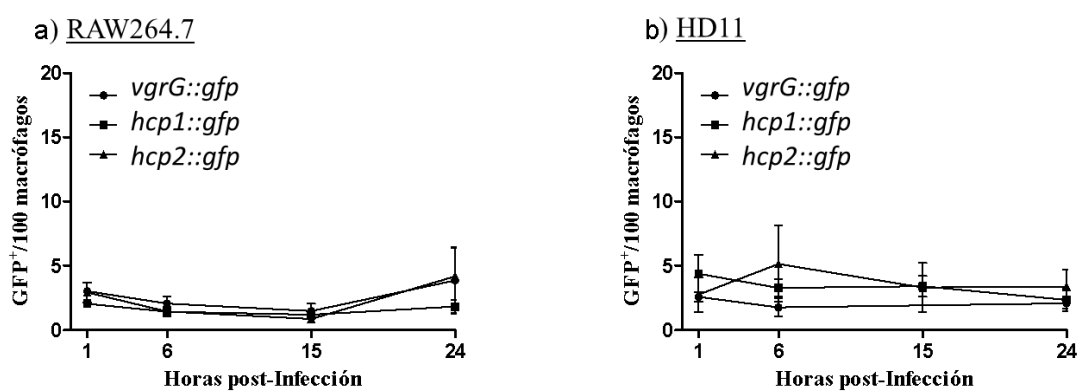 a) RAW264.7
20
15
10
5
0
GFP+/100 macrófagos
vgrG::gfp
hcp1::gfp
hcp2::gfp
1 6 15 24
Horas post-Infección
b) HD11
20
15
10
5
0
GFP+/100 macrófagos
vgrG::gfp
hcp1::gfp
hcp2::gfp
1 6 15 24
Horas post-Infección